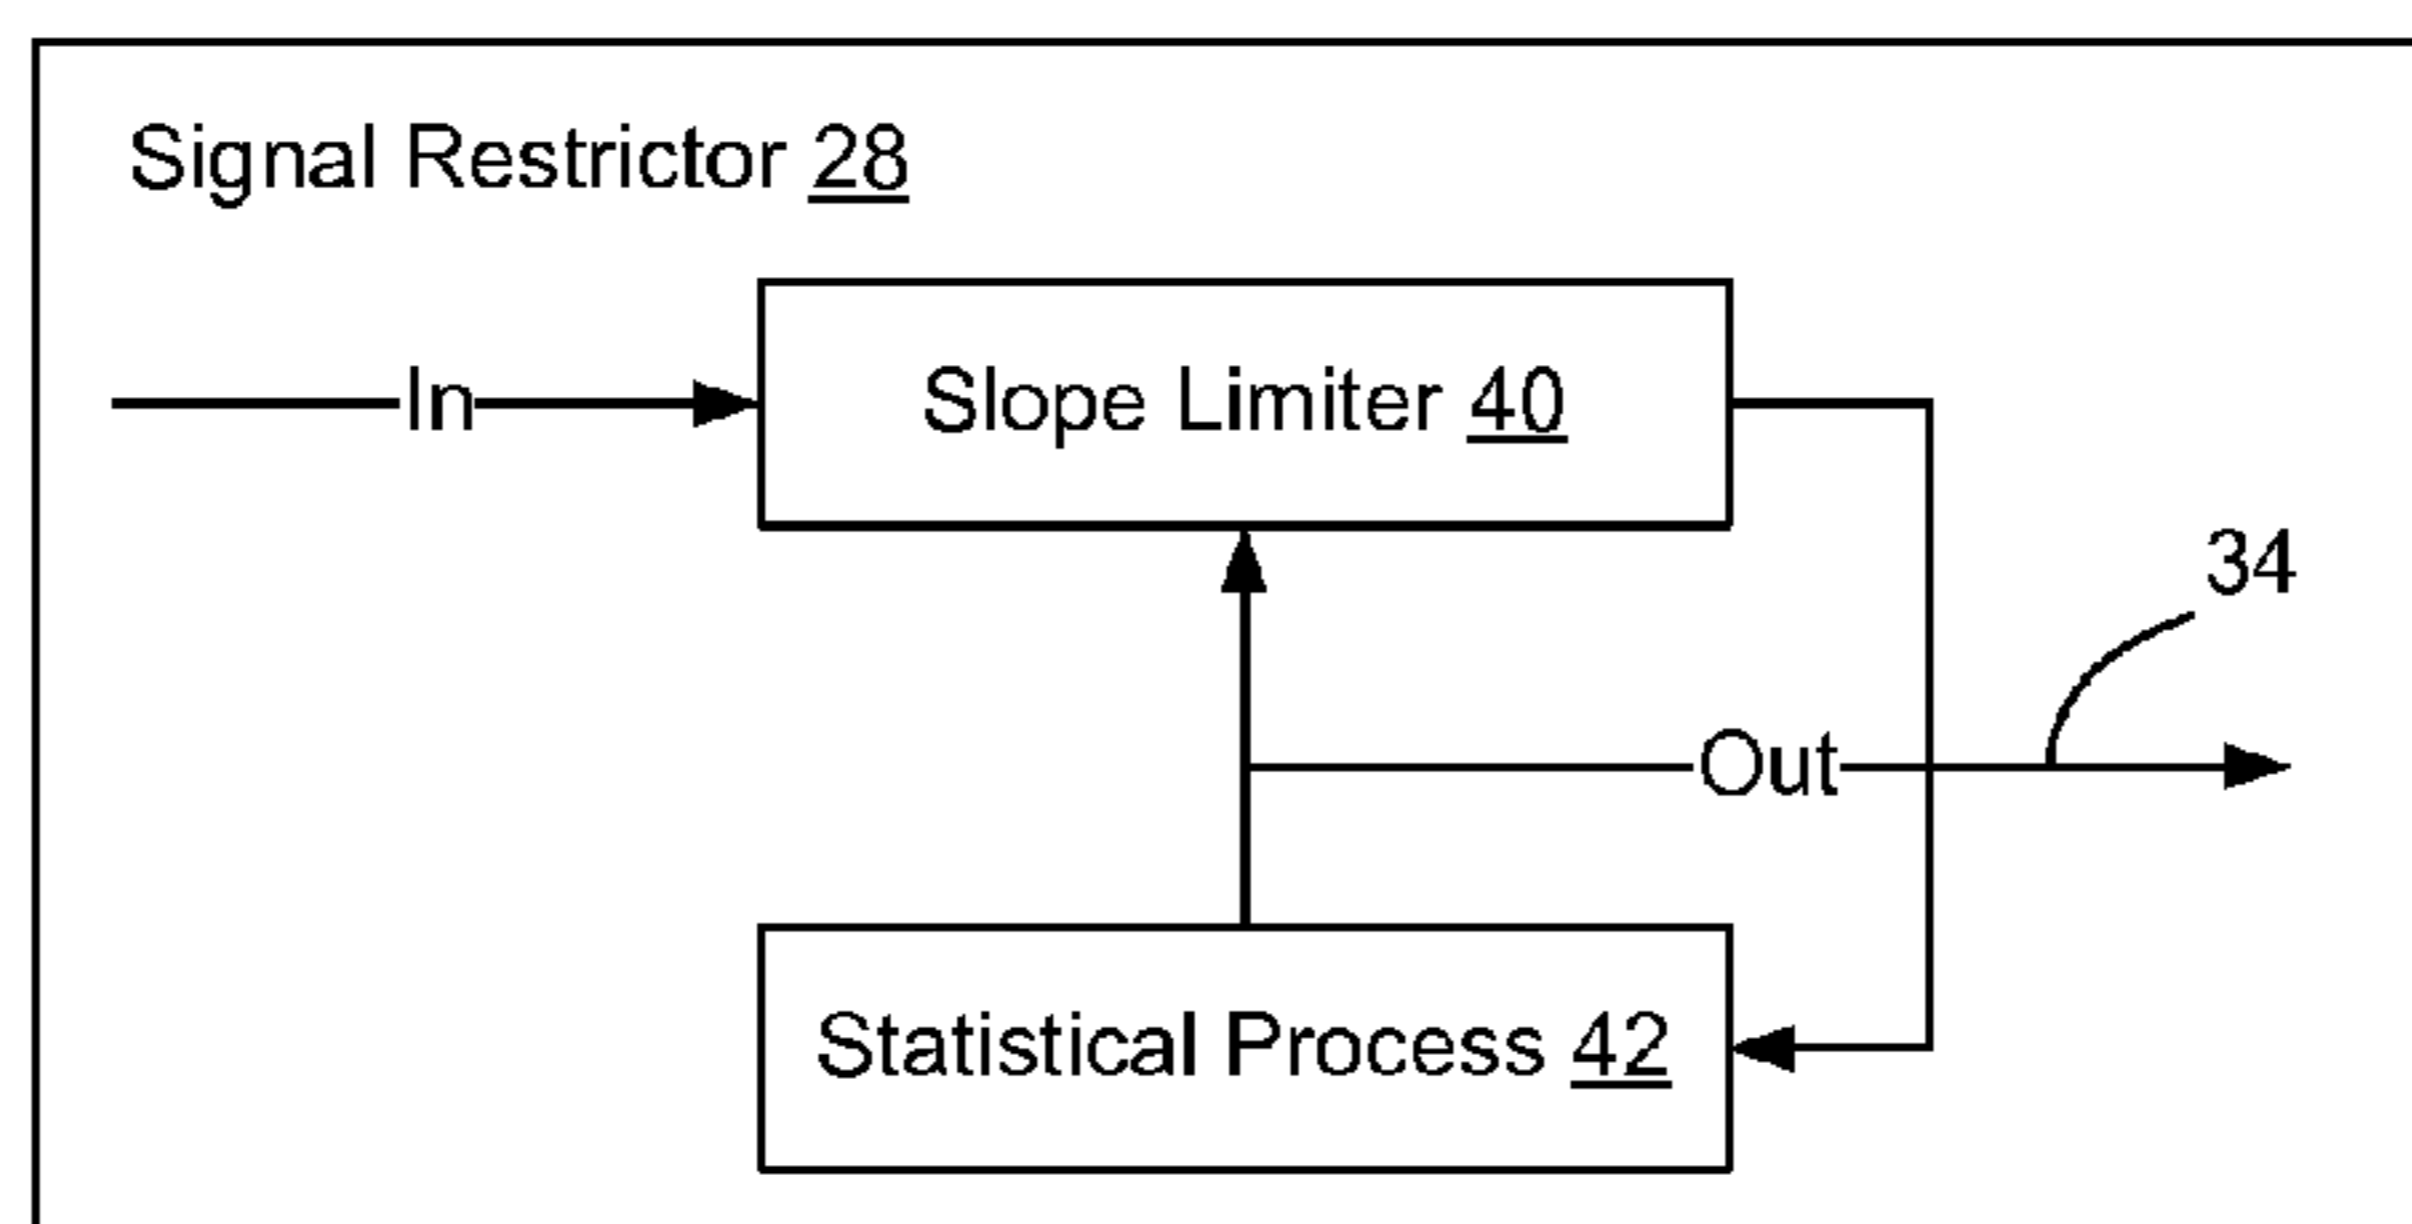 Signal Restrictor 28
In
Slope Limiter 40
34
Out
Statistical Process 42